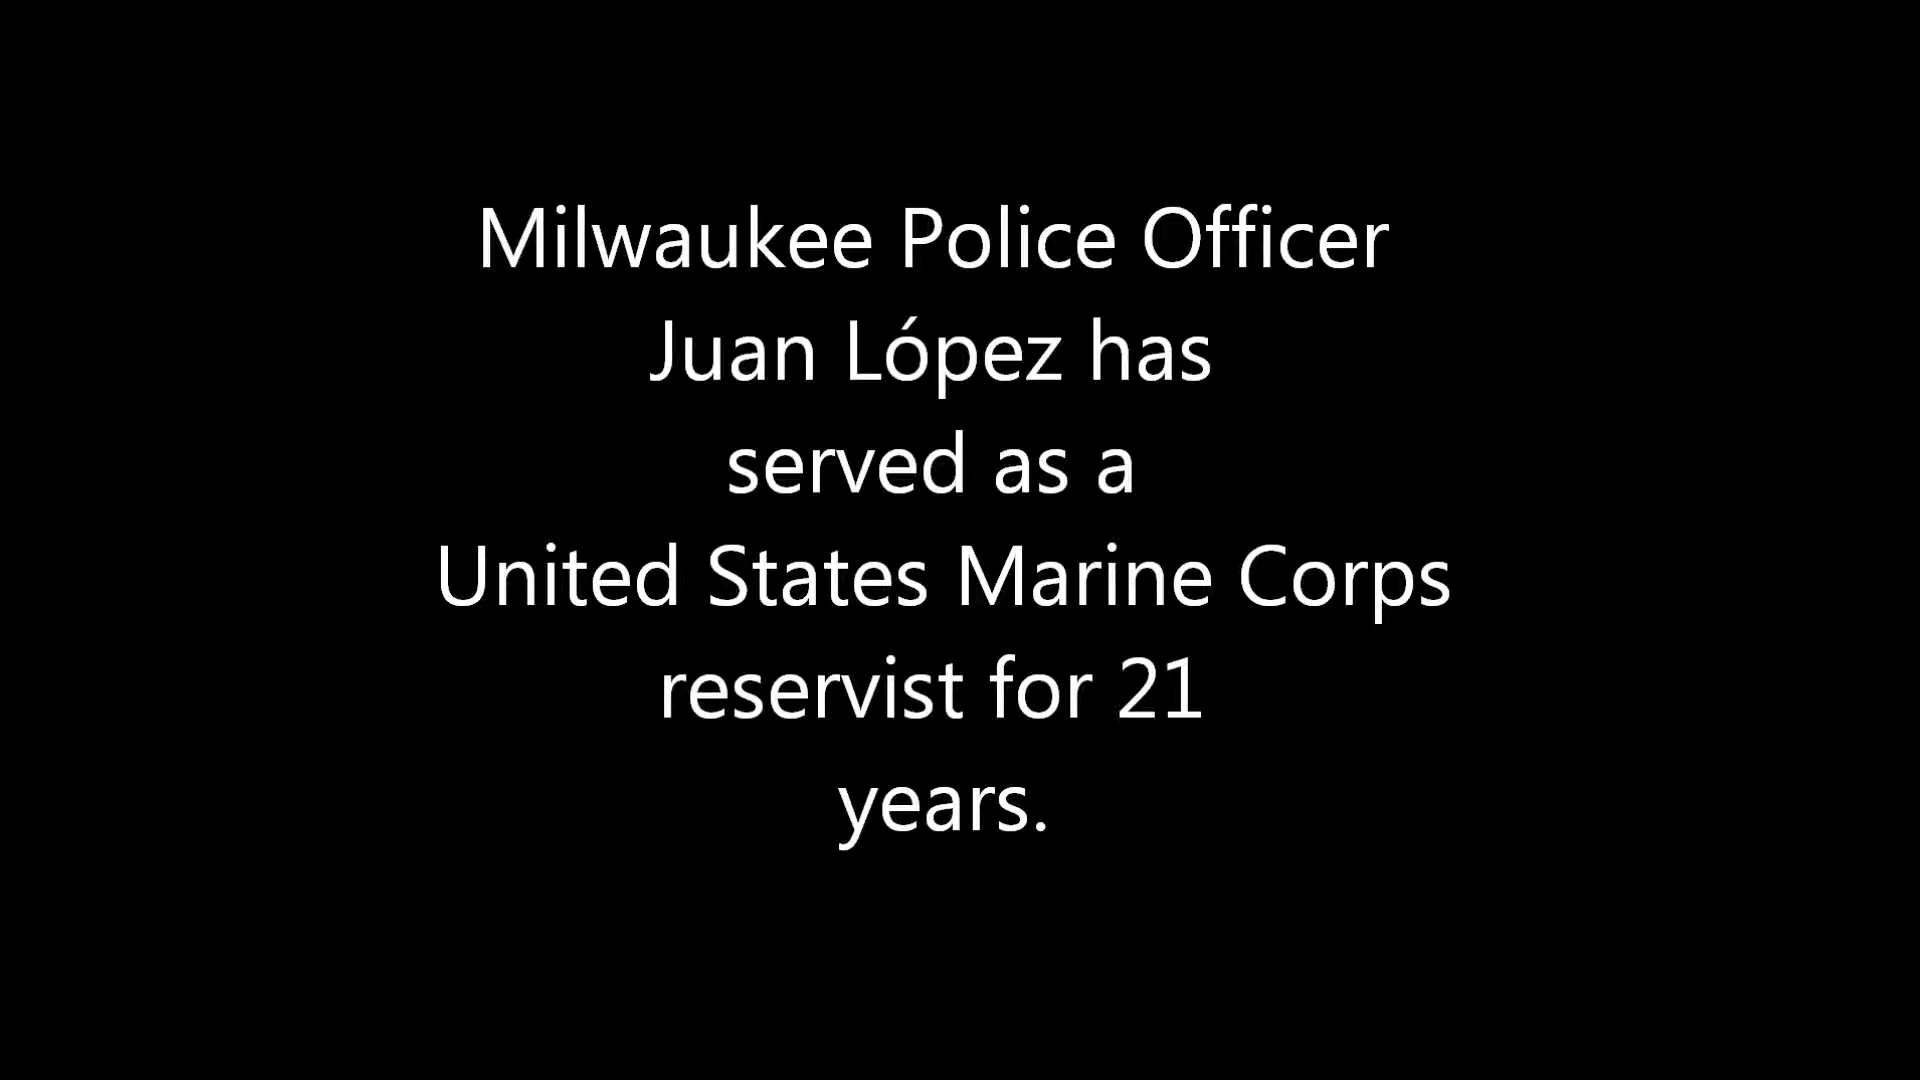 Milwaukee Police Officer
Juan López has
served as a
United States Marine Corps
reservist for 21
years.